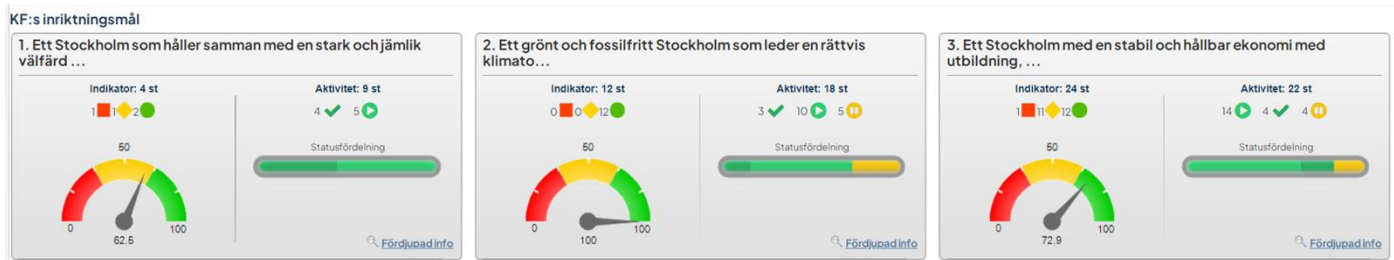 KF:s inriktningsmål
1. Ett Stockholm som håller samman med en stark och jämlik
välfärd ...
Indikator: 4 st
1 1 2
Aktivitet: 9 st
4 5
Statusfördelning
50
0
100
62.5
Fördjupad info
2. Ett grönt och fossilfritt Stockholm som leder en rättvis
klimato...
Indikator: 12 st
0 0 12
Aktivitet: 18 st
3 10 5
Statusfördelning
50
0
100
100
Fördjupad info
3. Ett Stockholm med en stabil och hållbar ekonomi med
utbildning, ...
Indikator: 24 st
1 11 12
Aktivitet: 22 st
14 4 4
Statusfördelning
50
0
100
72.9
Fördjupad info